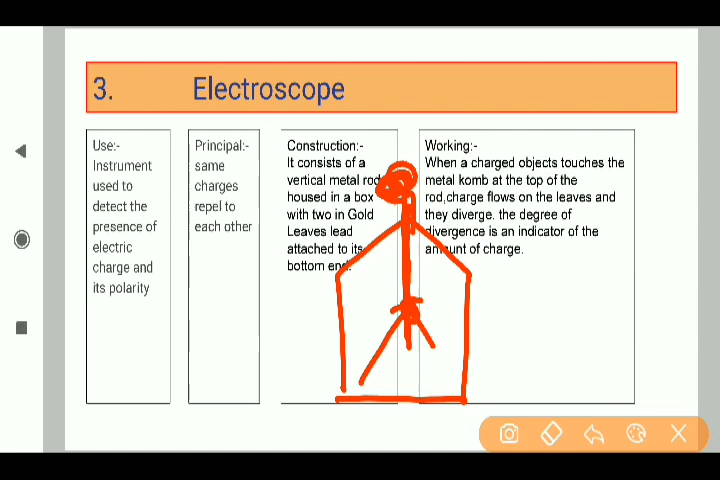 3. Electroscope
Use:-
Instrument
used to
detect the
presence of
electric
charge and
its polarity
Principal:-
same
charges
repel to
each other
Construction:-
It consists of a
vertical metal rod
housed in a box
with two in Gold
Leaves lead
attached to its
bottom end.
Working:-
When a charged objects touches the
metal komb at the top of the
rod,charge flows on the leaves and
they diverge. the degree of
divergence is an indicator of the
amount of charge.